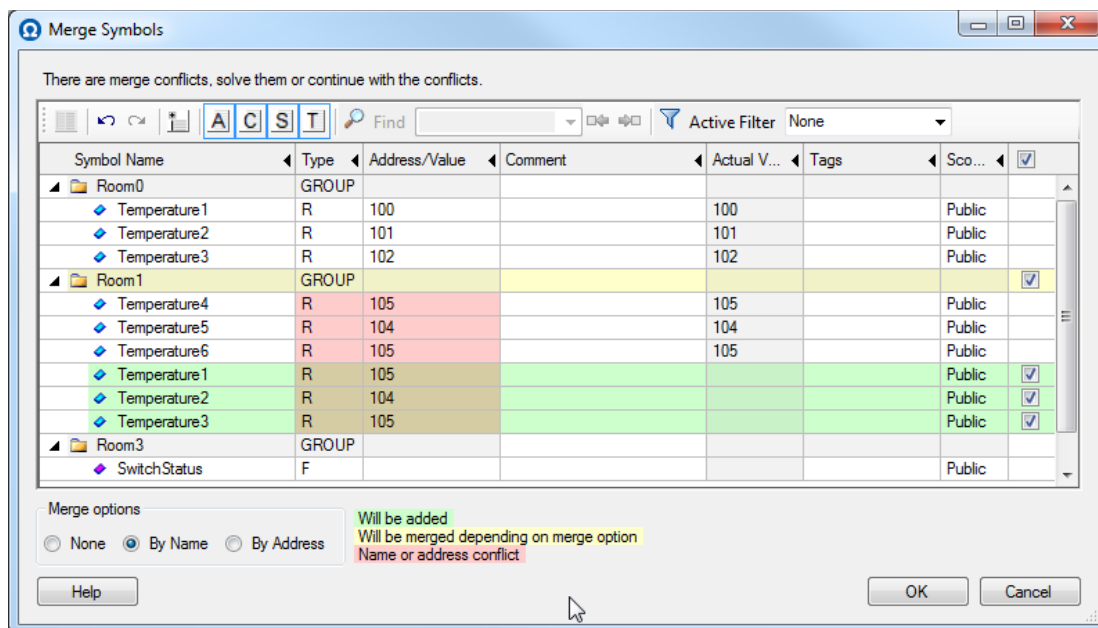 Merge Symbols
There are merge conflicts, solve them or continue with the conflicts.
A C S T Find Active Filter None
Symbol Name Type Address/Value Comment Actual V... Tags Sco...
Room0 GROUP
Temperature1 R 100 100 Public
Temperature2 R 101 101 Public
Temperature3 R 102 102 Public
Room1 GROUP
Temperature4 R 105 105 Public
Temperature5 R 104 104 Public
Temperature6 R 105 105 Public
Temperature1 R 105 Public
Temperature2 R 104 Public
Temperature3 R 105 Public
Room3 GROUP
SwitchStatus F Public
Merge options
None By Name By Address
Will be added
Will be merged depending on merge option
Name or address conflict
Help OK Cancel